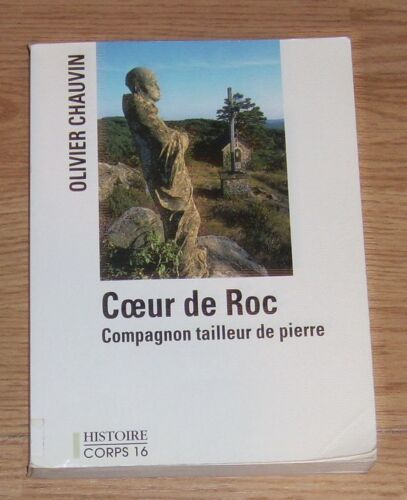 OLIVIER CHAUVIN
Cœur de Roc
Compagnon tailleur de pierre
HISTOIRE
CORPS 16